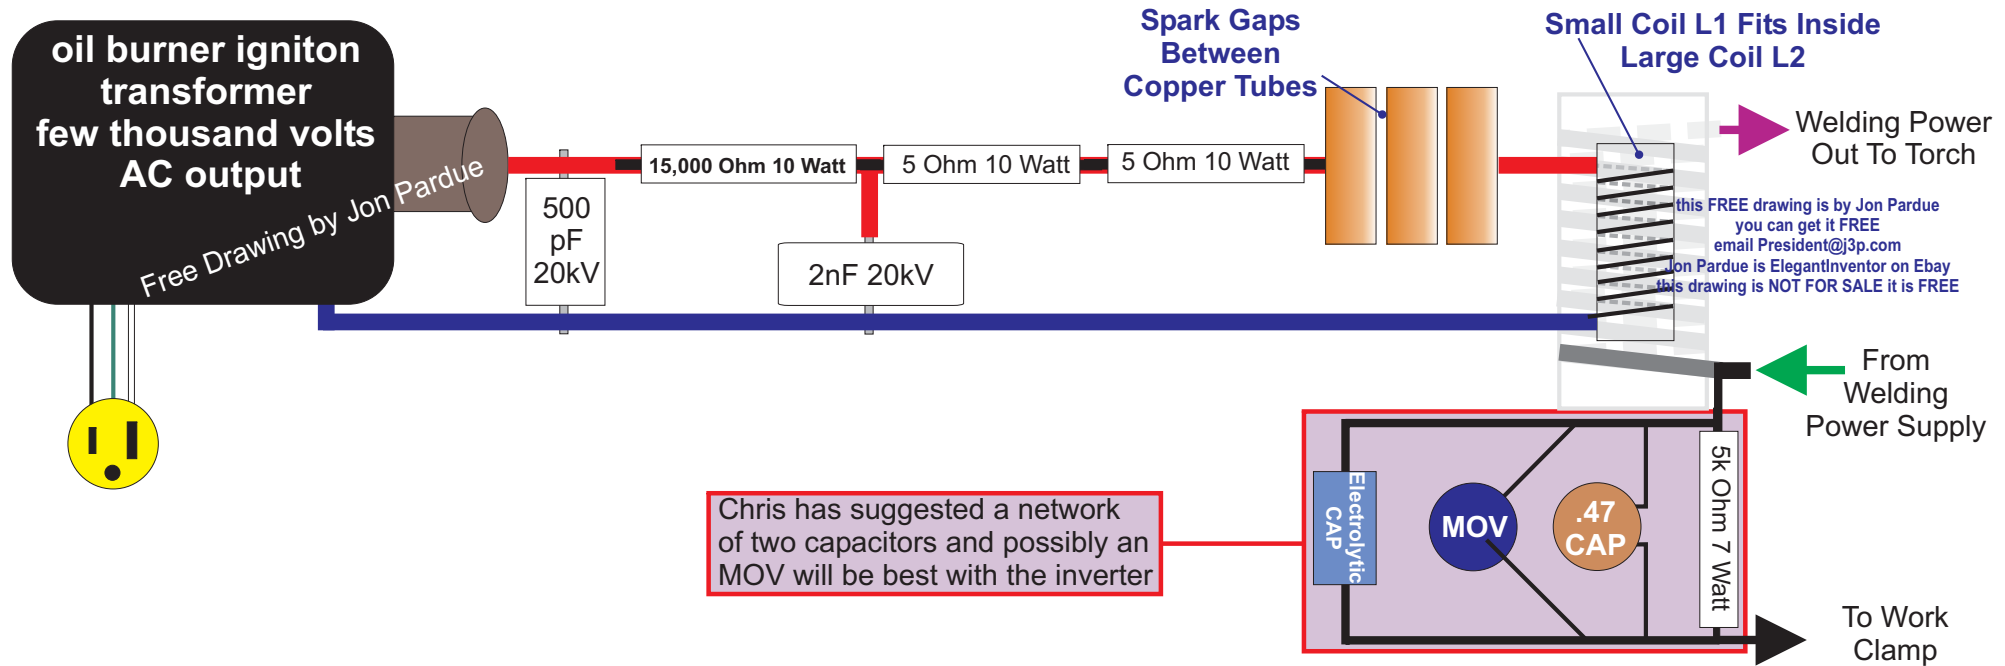 oil burner igniton
transformer
few thousand volts
AC output
Free Drawing by Jon Pardue
500
pF
20kV
15,000 Ohm 10 Watt
5 Ohm 10 Watt
5 Ohm 10 Watt
2nF 20kV
Spark Gaps
Between
Copper Tubes
Small Coil L1 Fits Inside
Large Coil L2
Welding Power
Out To Torch
this FREE drawing is by Jon Pardue
you can get it FREE
email President@j3p.com
Jon Pardue is ElegantInventor on Ebay
this drawing is NOT FOR SALE it is FREE
From
Welding
Power Supply
Chris has suggested a network
of two capacitors and possibly an
MOV will be best with the inverter
Electrolytic
CAP
MOV
.47
CAP
5k Ohm 7 Watt
To Work
Clamp